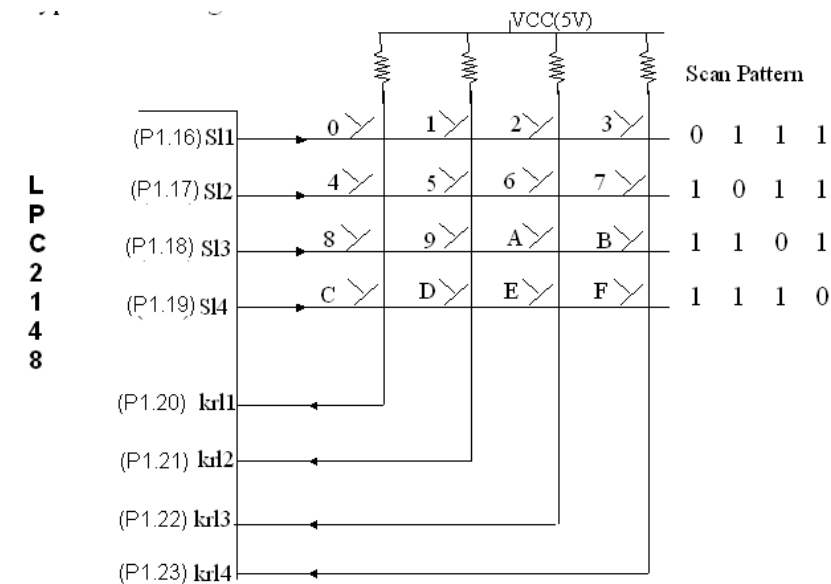 VCC(5V)
Scan Pattern
(P1.16) Sl1 0 1 2 3 0 1 1 1
(P1.17) Sl2 4 5 6 7 1 0 1 1
(P1.18) Sl3 8 9 A B 1 1 0 1
(P1.19) Sl4 C D E F 1 1 1 0
L
P
C
2
1
4
8
(P1.20) krl1
(P1.21) krl2
(P1.22) krl3
(P1.23) krl4